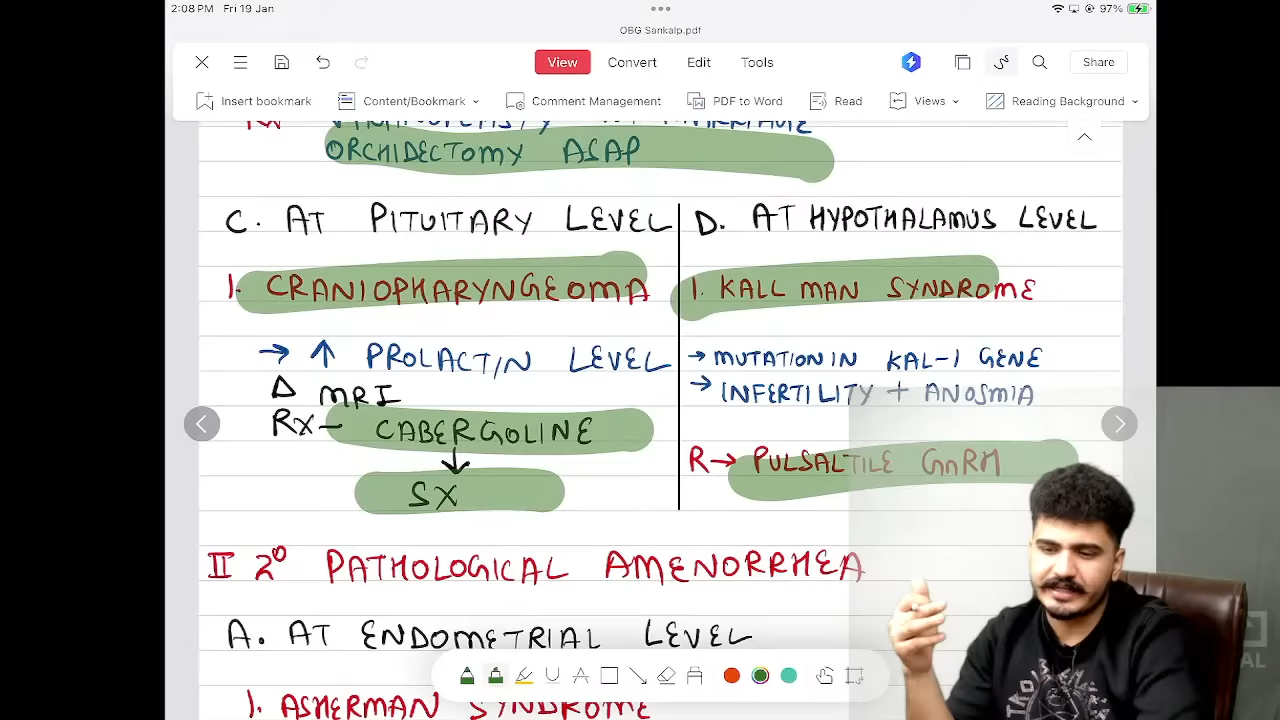 2:08 PM Fri 19 Jan
97%
OBG Sankalp.pdf
View Convert Edit Tools Share
Insert bookmark Content/Bookmark Comment Management PDF to Word Read Views Reading Background
ORCHIDECTOMY ASAP
C. AT PITUITARY LEVEL
1. CRANIOPHARYNGEOMA
→ ↑ PROLACTIN LEVEL
Δ MRI
RX- CABERGOLINE
↓
SX
D. AT HYPOTHALAMUS LEVEL
1. KALL MAN SYNDROME
→ MUTATION IN KAL-1 GENE
→ INFERTILITY + ANOSMIA
R→ PULSALTILE GnRH
II 2° PATHOLOGICAL AMENORRHEA
A. AT ENDOMETRIAL LEVEL
1. ASHERMAN SYNDROME